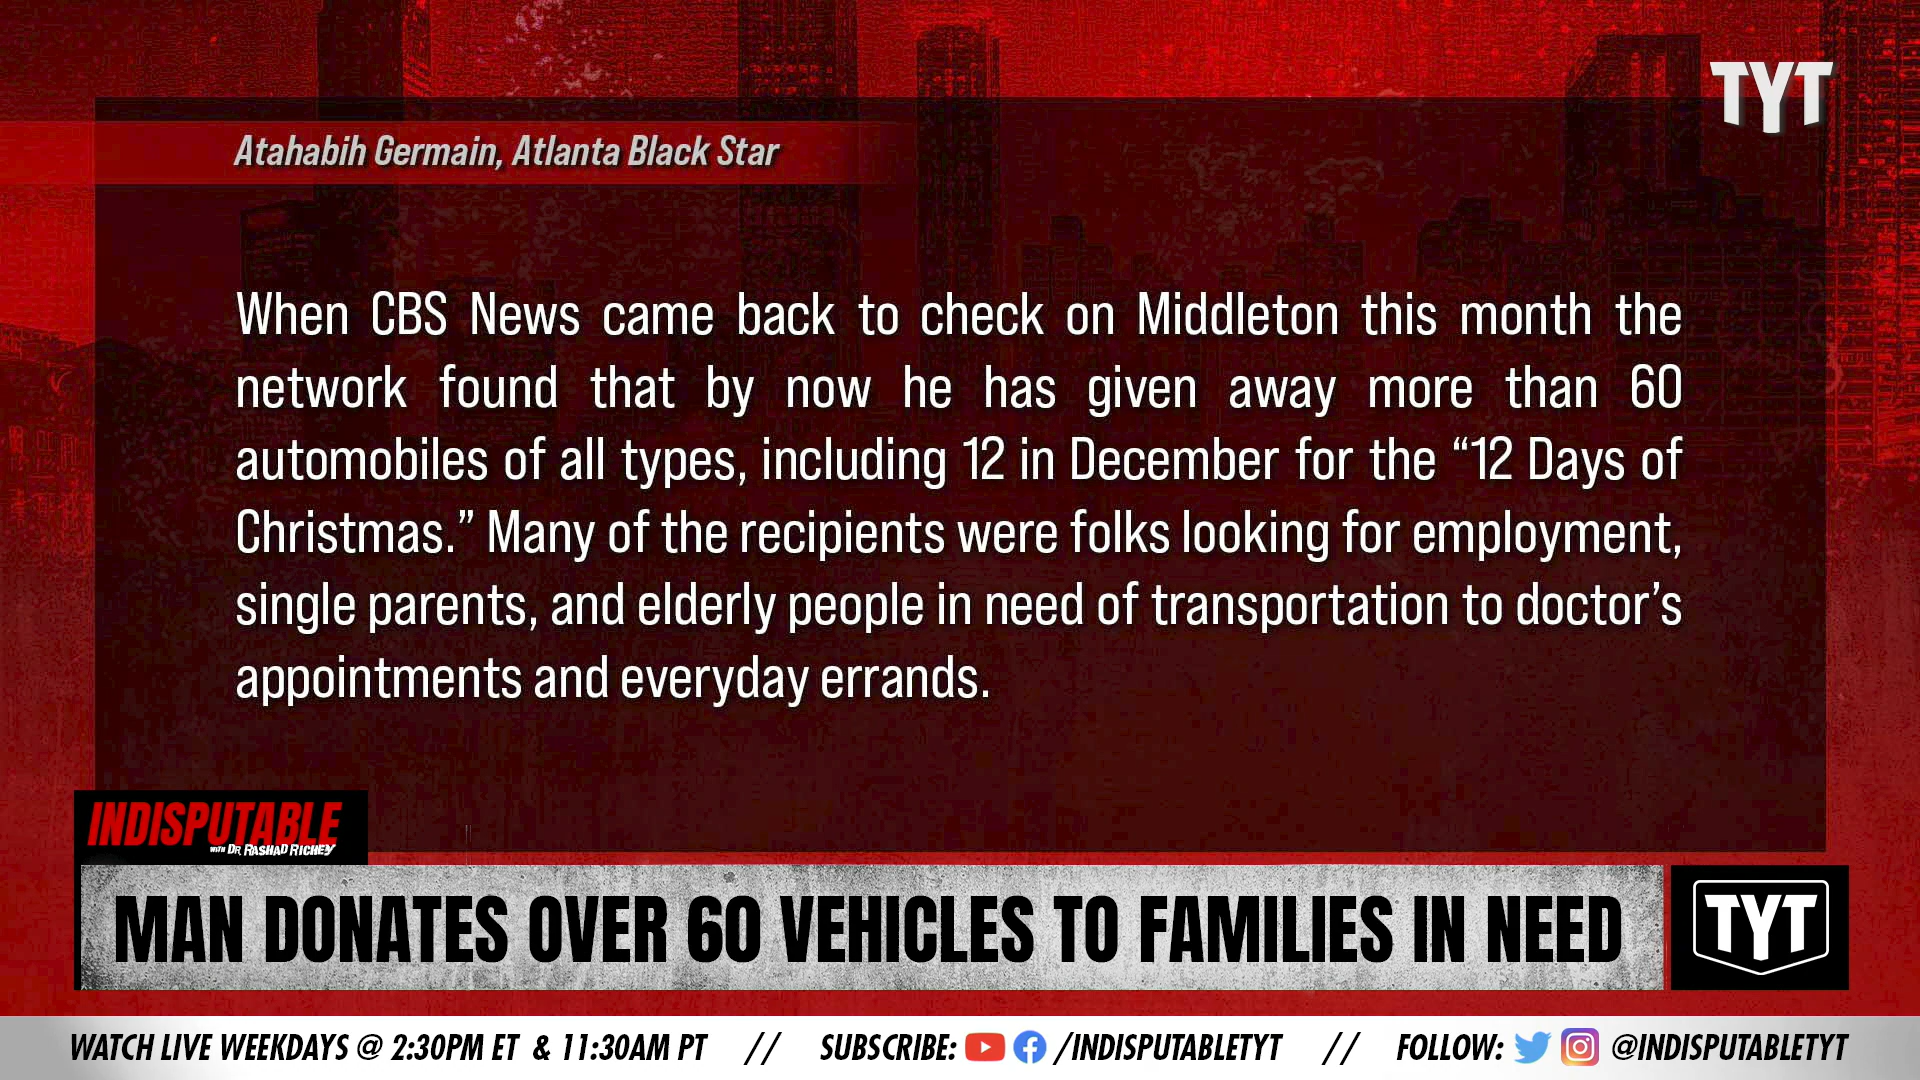 TYT
Atahabih Germain, Atlanta Black Star
When CBS News came back to check on Middleton this month the
network found that by now he has given away more than 60
automobiles of all types, including 12 in December for the “12 Days of
Christmas.” Many of the recipients were folks looking for employment,
single parents, and elderly people in need of transportation to doctor’s
appointments and everyday errands.
INDISPUTABLE
WITH DR RASHAD RICHEY
MAN DONATES OVER 60 VEHICLES TO FAMILIES IN NEED
TYT
WATCH LIVE WEEKDAYS @ 2:30PM ET & 11:30AM PT // SUBSCRIBE: /INDISPUTABLETYT // FOLLOW: @INDISPUTABLETYT